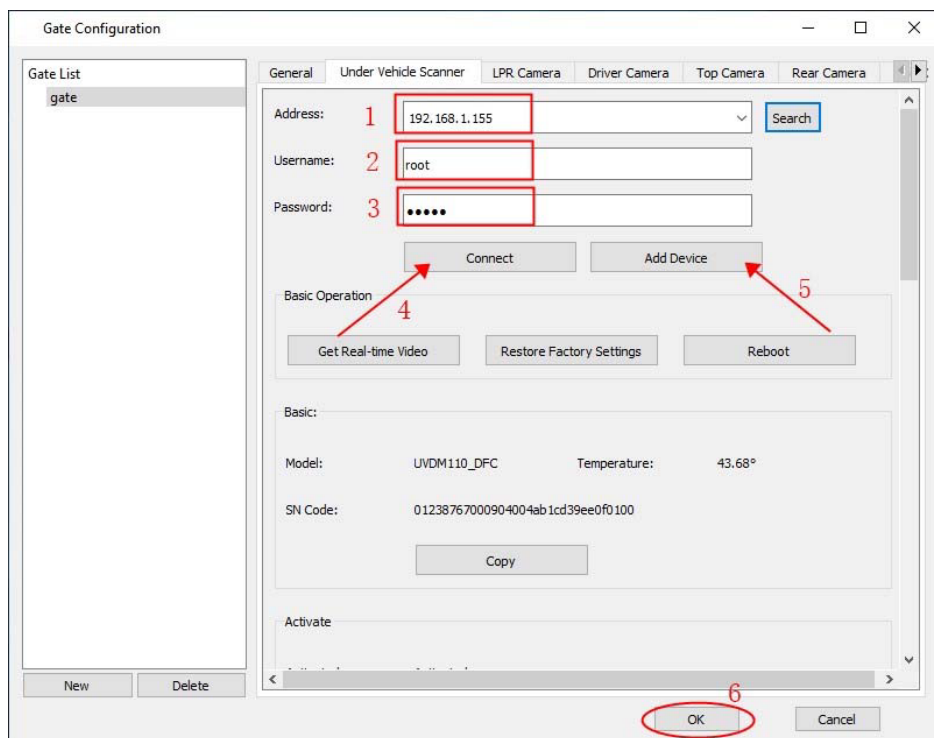 Gate Configuration
Gate List
gate
General Under Vehicle Scanner LPR Camera Driver Camera Top Camera Rear Camera
Address: 1 192.168.1.155 Search
Username: 2 root
Password: 3 •••••
Connect Add Device
5
Basic Operation
4
Get Real-time Video Restore Factory Settings Reboot
Basic:
Model: UVDM110_DFC Temperature: 43.68°
SN Code: 01238767000904004ab1cd39ee0f0100
Copy
Activate
New Delete
6
OK Cancel